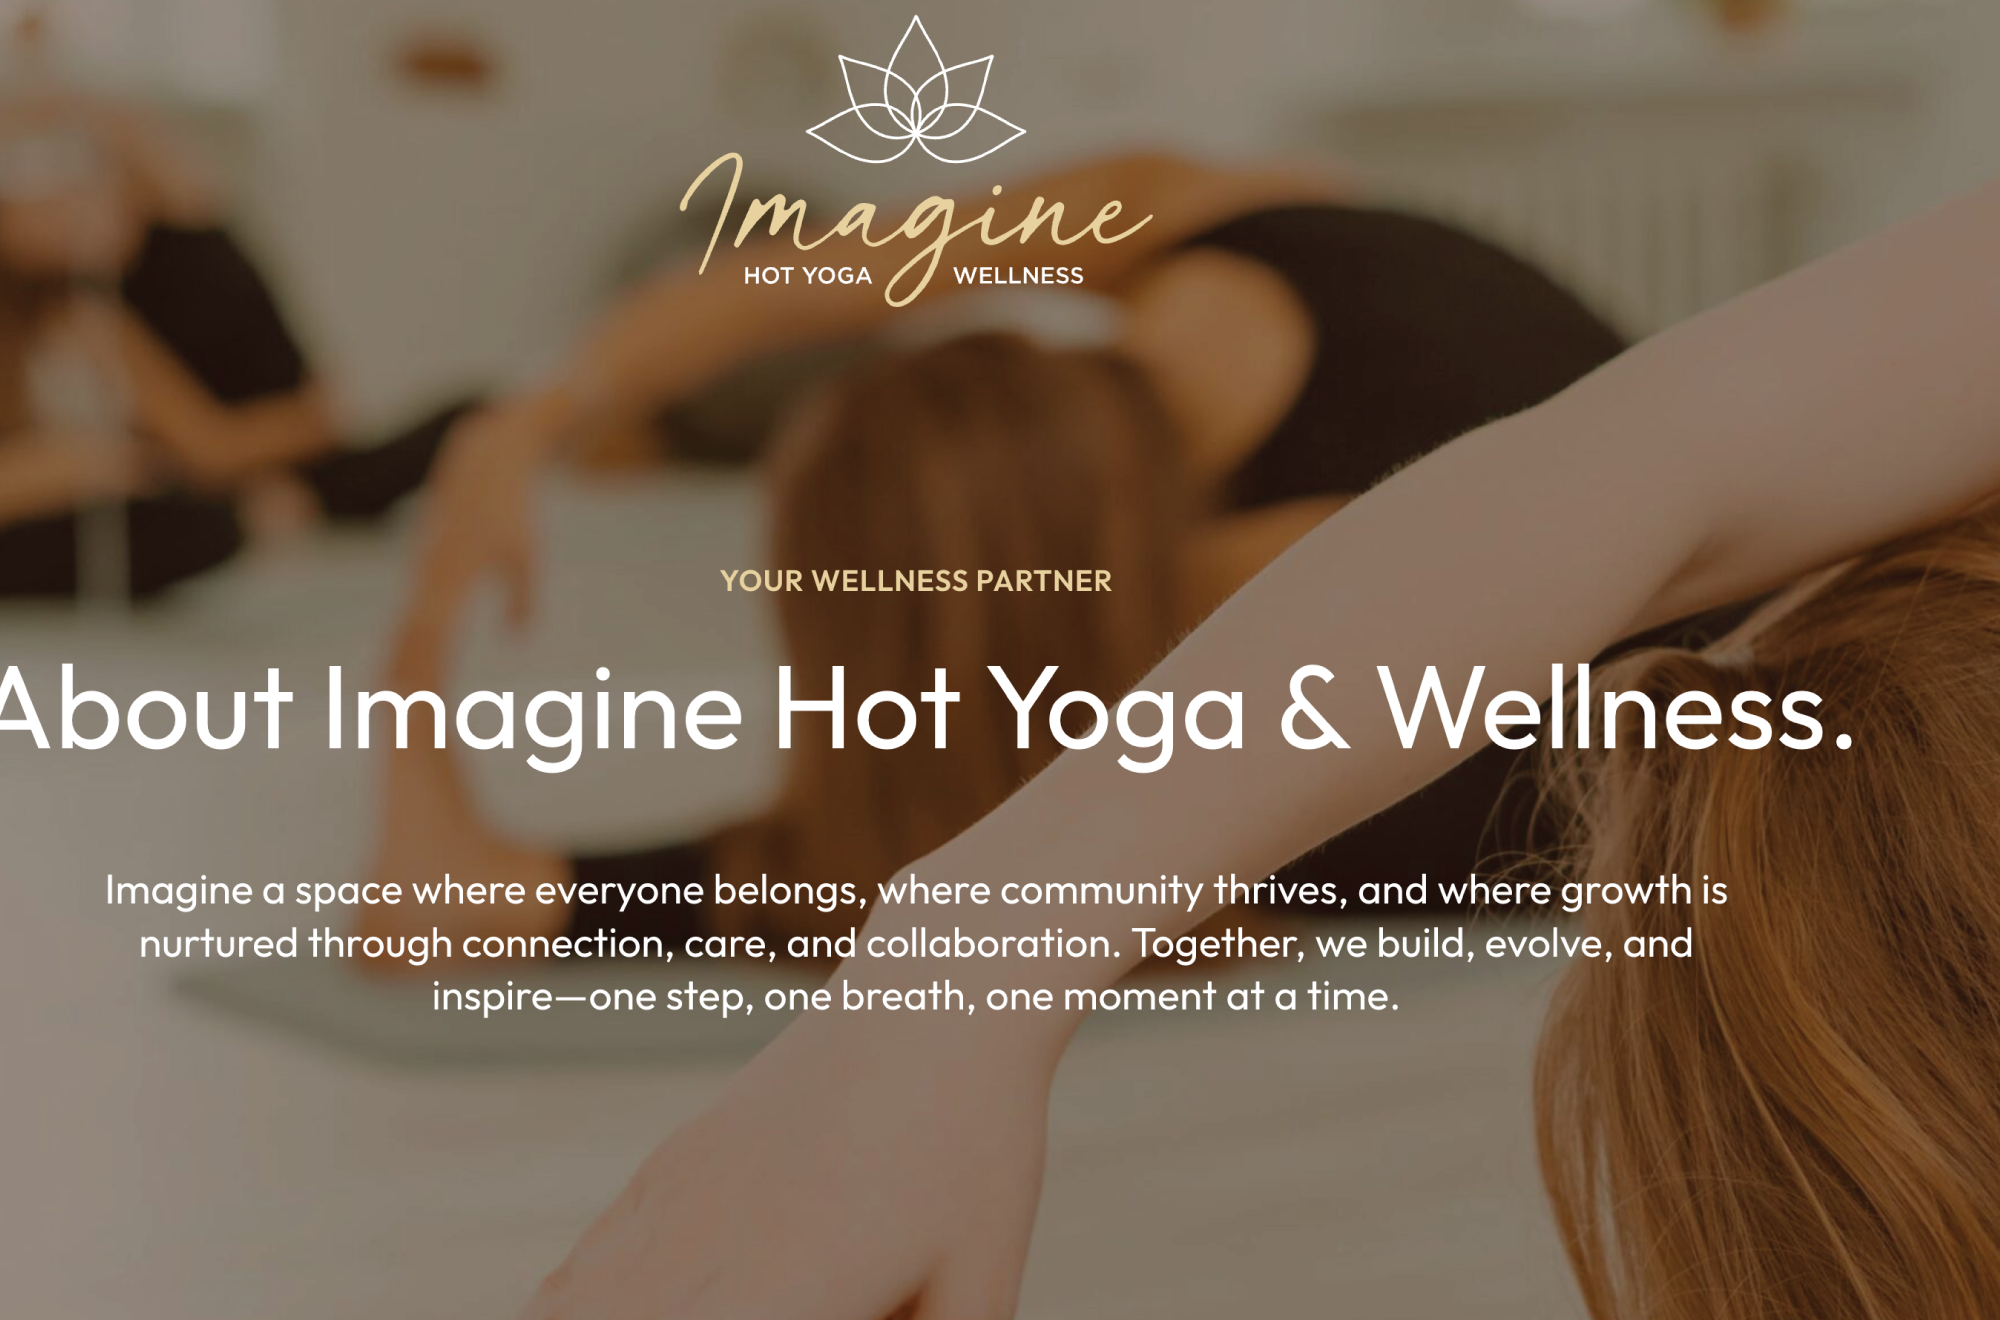 Imagine
HOT YOGA WELLNESS
YOUR WELLNESS PARTNER
About Imagine Hot Yoga & Wellness.
Imagine a space where everyone belongs, where community thrives, and where growth is
nurtured through connection, care, and collaboration. Together, we build, evolve, and
inspire—one step, one breath, one moment at a time.